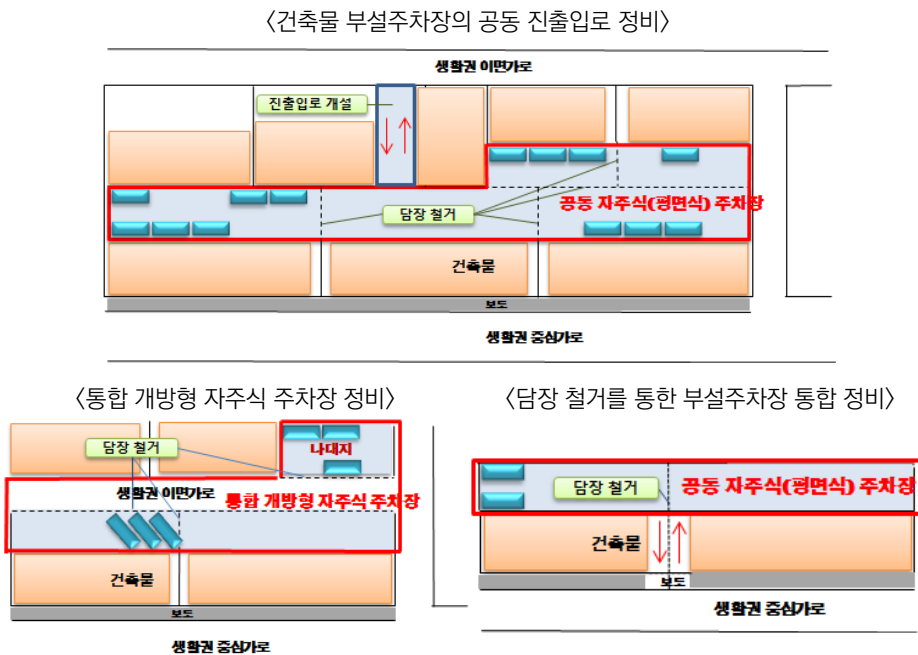 〈건축물 부설주차장의 공동 진출입로 정비〉
생활권 이면가로
진출입로 개설
공동 자주식(평면식) 주차장
담장 철거
건축물
보도
생활권 중심가로
〈통합 개방형 자주식 주차장 정비〉
담장 철거
나대지
생활권 이면가로
통합 개방형 자주식 주차장
건축물
보도
생활권 중심가로
〈담장 철거를 통한 부설주차장 통합 정비〉
담장 철거
공동 자주식(평면식) 주차장
건축물
보도
생활권 중심가로